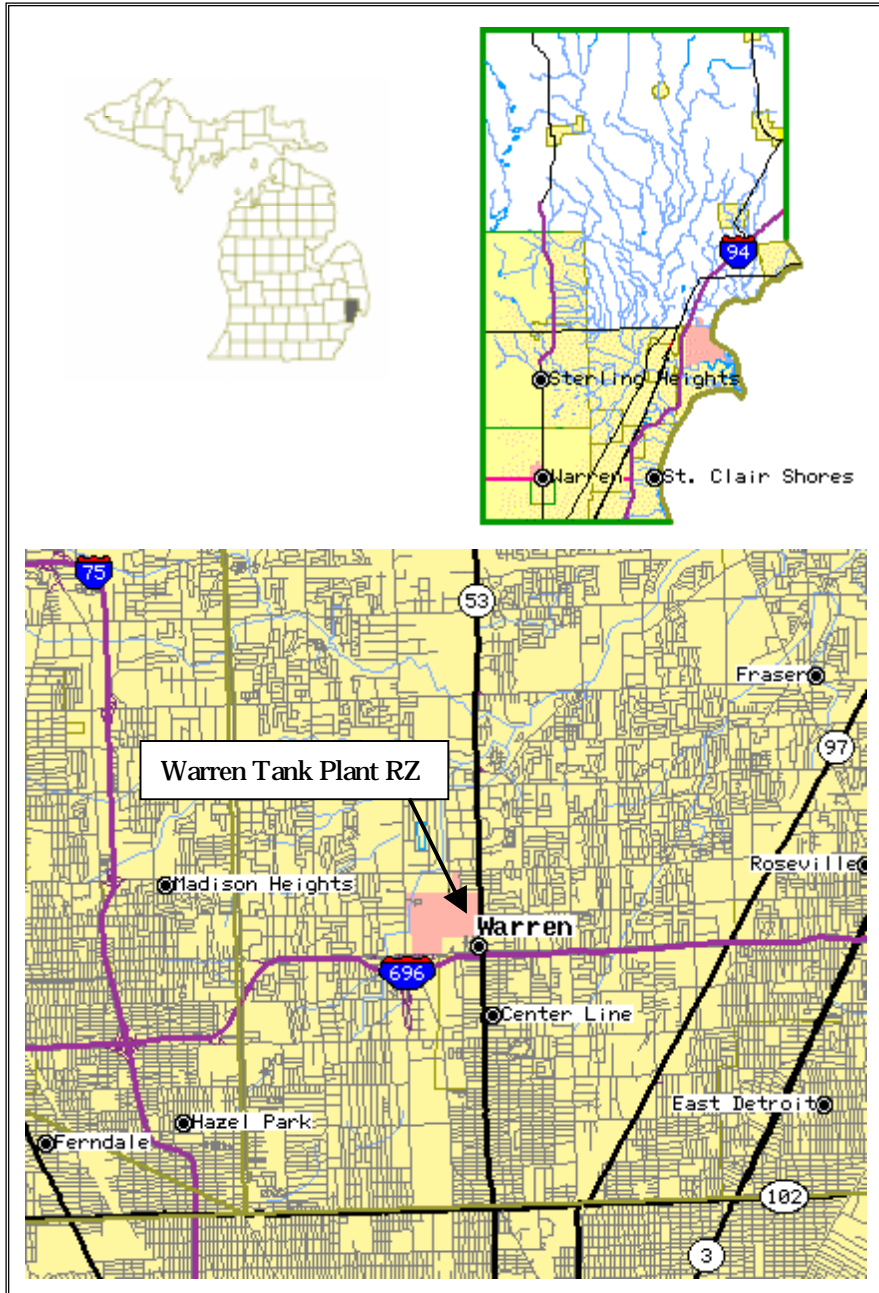 94
Sterling Heights
Warren
St. Clair Shores
75
53
Fraser
97
Warren Tank Plant RZ
Roseville
Madison Heights
Warren
696
Center Line
East Detroit
Hazel Park
Ferndale
102
3